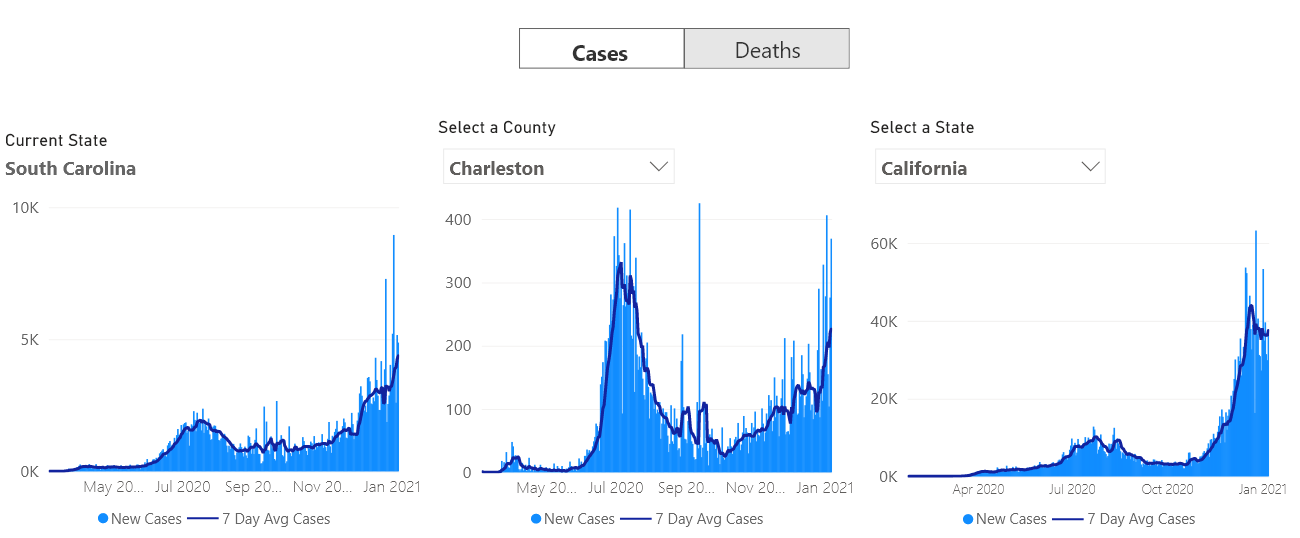 Cases
Deaths
Current State
South Carolina
10K
5K
0K
May 20...
Jul 2020
Sep 20...
Nov 20...
Jan 2021
New Cases
7 Day Avg Cases
Select a County
Charleston
400
300
200
100
0
May 20...
Jul 2020
Sep 20...
Nov 20...
Jan 2021
New Cases
7 Day Avg Cases
Select a State
California
60K
40K
20K
0K
Apr 2020
Jul 2020
Oct 2020
Jan 2021
New Cases
7 Day Avg Cases